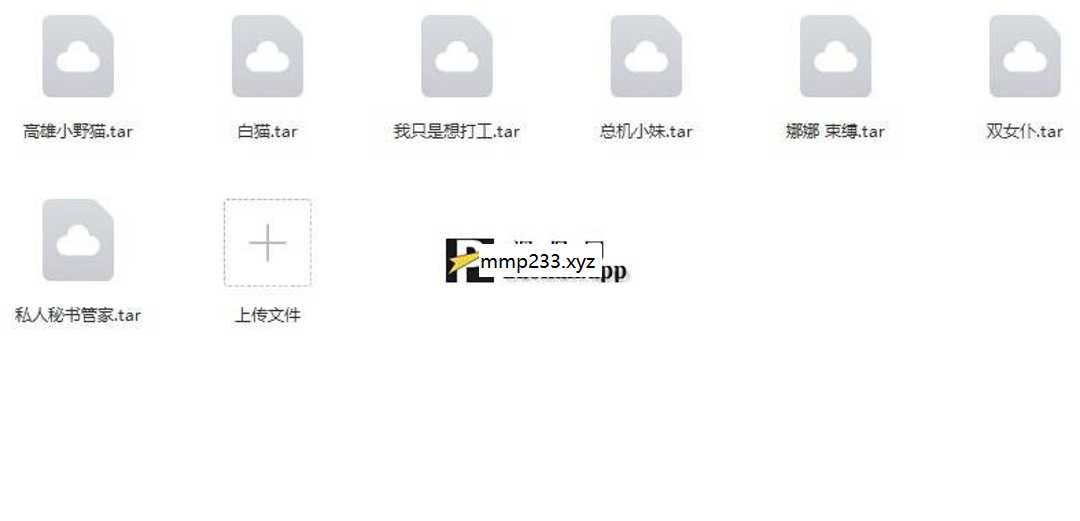 高雄小野猫.tar
白猫.tar
我只是想打工.tar
总机小妹.tar
娜娜 束缚.tar
双女仆.tar
mmp233.xyz
pp
私人秘书管家.tar
上传文件